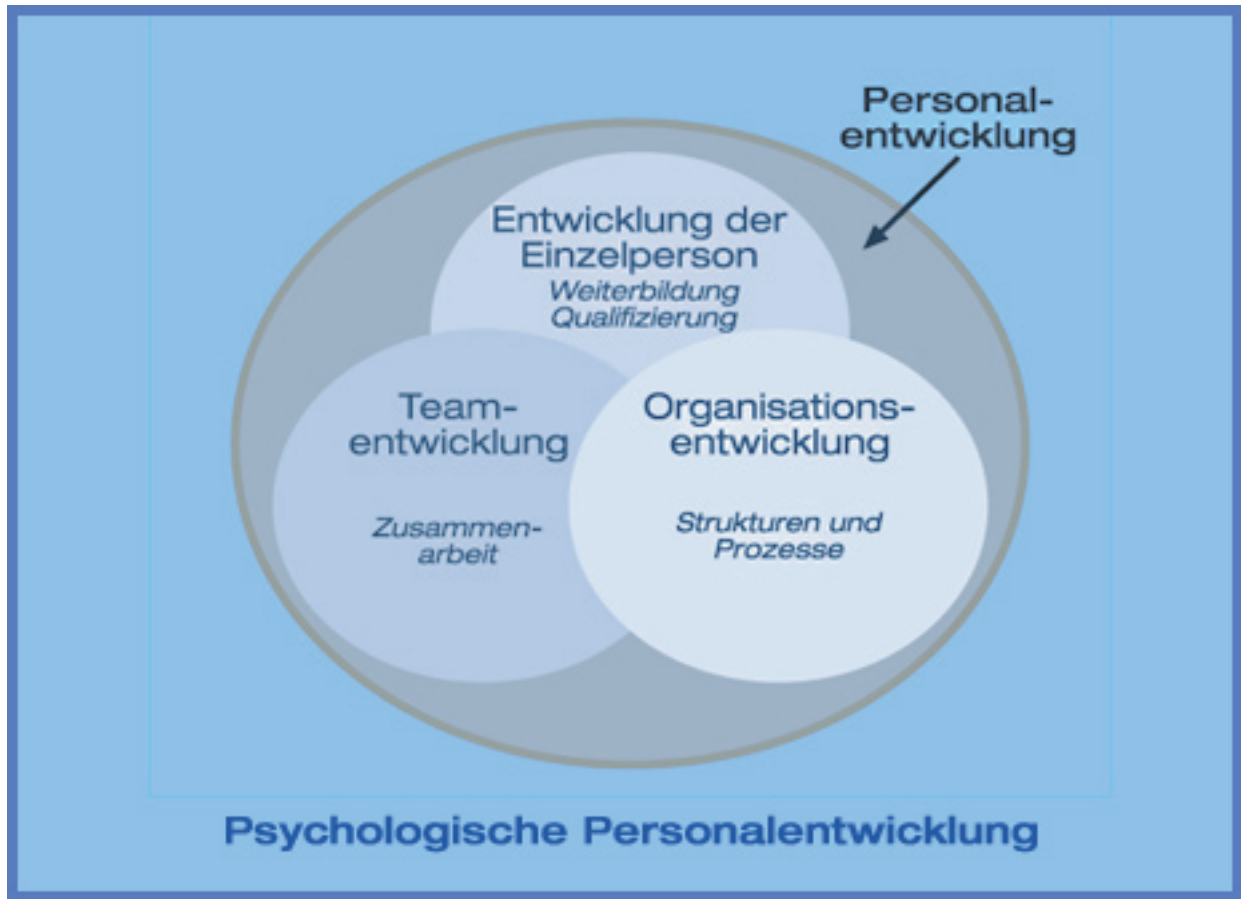 Personal-
entwicklung
Entwicklung der
Einzelperson
Weiterbildung
Qualifizierung
Team-
entwicklung
Zusammen-
arbeit
Organisations-
entwicklung
Strukturen und
Prozesse
Psychologische Personalentwicklung